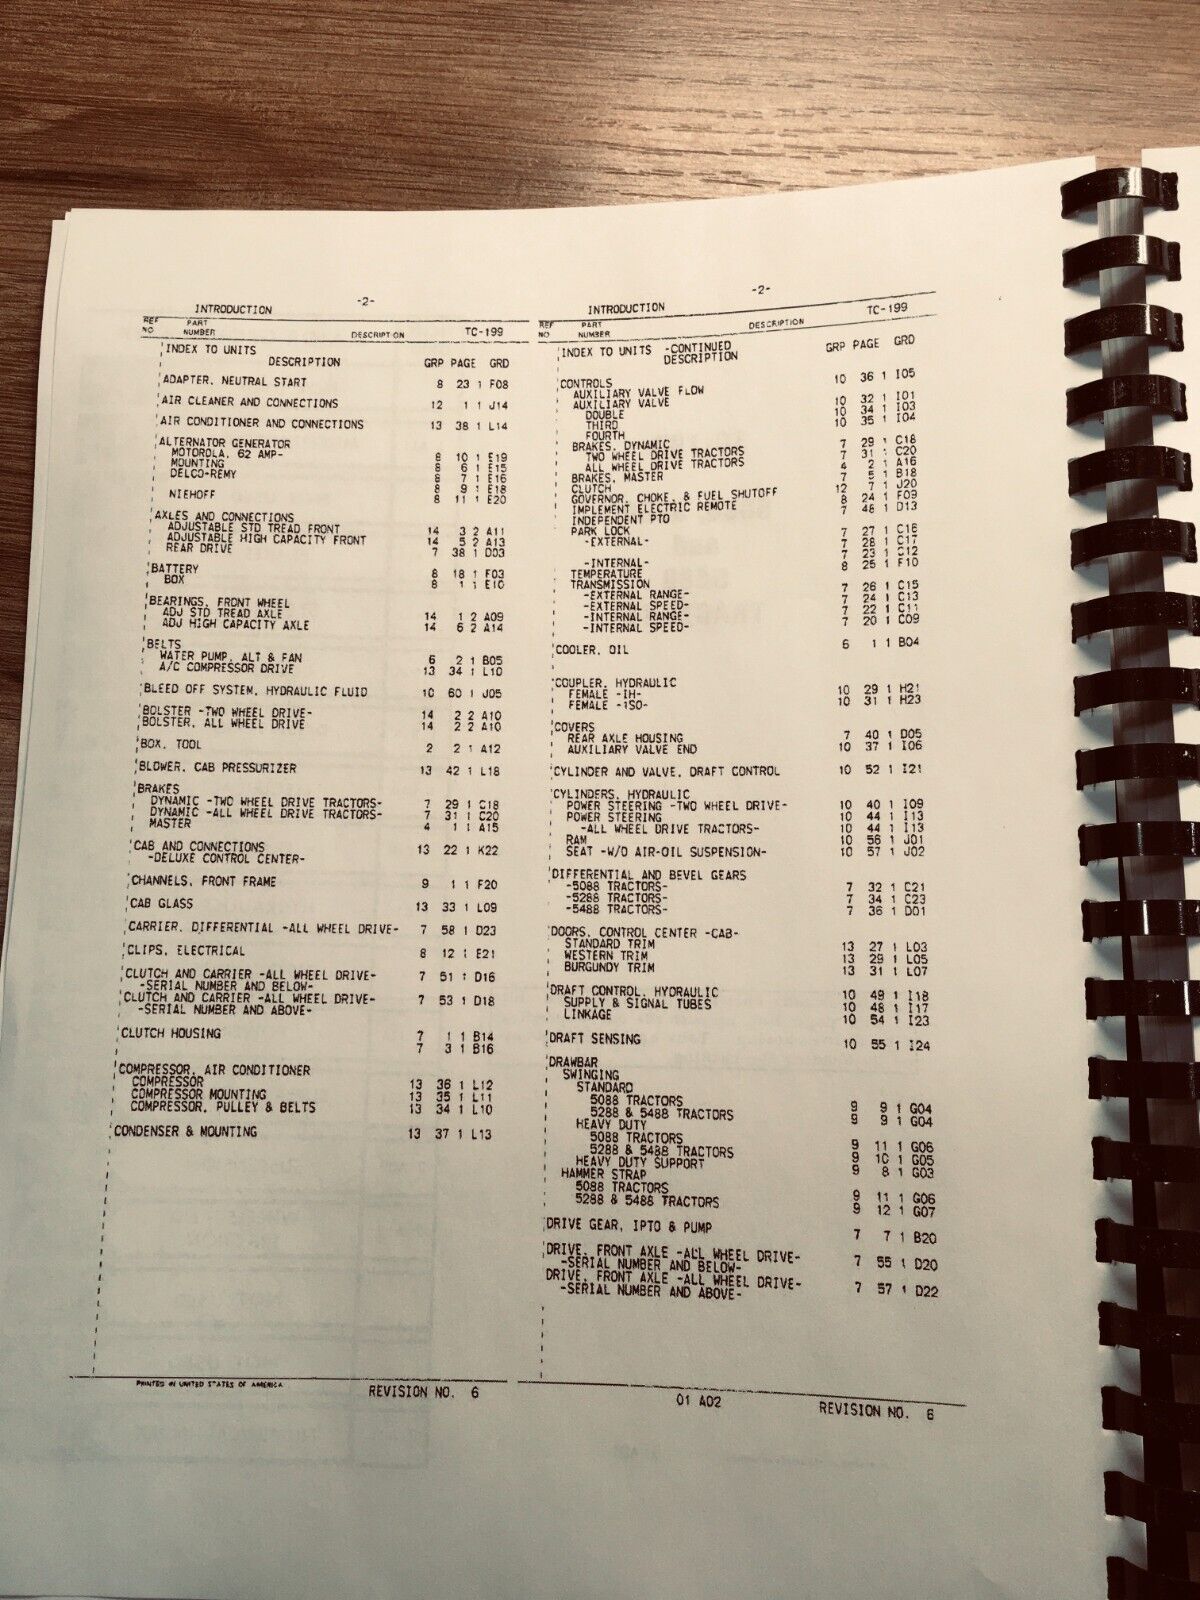 INTRODUCTION -2-
REF NO PART NUMBER DESCRIPTION TC-199
INDEX TO UNITS
DESCRIPTION GRP PAGE GRD
ADAPTER, NEUTRAL START 8 23 1 F08
AIR CLEANER AND CONNECTIONS 12 1 1 J14
AIR CONDITIONER AND CONNECTIONS 13 38 1 L14
ALTERNATOR GENERATOR
MOTOROLA, 62 AMP- 8 10 1 E19
MOUNTING 8 6 1 E15
DELCO-REMY 8 7 1 E16
8 9 1 E18
NIEHOFF 8 11 1 E20
AXLES AND CONNECTIONS
ADJUSTABLE STD TREAD FRONT 14 3 2 A11
ADJUSTABLE HIGH CAPACITY FRONT 14 5 2 A13
REAR DRIVE 7 38 1 D03
BATTERY 8 18 1 F03
BOX 8 1 1 E10
BEARINGS, FRONT WHEEL
ADJ STD TREAD AXLE 14 1 2 A09
ADJ HIGH CAPACITY AXLE 14 6 2 A14
BELTS
WATER PUMP, ALT & FAN 6 2 1 B05
A/C COMPRESSOR DRIVE 13 34 1 L10
BLEED OFF SYSTEM, HYDRAULIC FLUID 10 60 1 J05
BOLSTER -TWO WHEEL DRIVE- 14 2 2 A10
BOLSTER, ALL WHEEL DRIVE 14 2 2 A10
BOX, TOOL 2 2 1 A12
BLOWER, CAB PRESSURIZER 13 42 1 L18
BRAKES
DYNAMIC -TWO WHEEL DRIVE TRACTORS- 7 29 1 C18
DYNAMIC -ALL WHEEL DRIVE TRACTORS- 7 31 1 C20
MASTER 4 1 1 A15
CAB AND CONNECTIONS 13 22 1 K22
-DELUXE CONTROL CENTER-
CHANNELS, FRONT FRAME 9 1 1 F20
CAB GLASS 13 33 1 L09
CARRIER, DIFFERENTIAL -ALL WHEEL DRIVE- 7 58 1 D23
CLIPS, ELECTRICAL 8 12 1 E21
CLUTCH AND CARRIER -ALL WHEEL DRIVE- 7 51 1 D16
-SERIAL NUMBER AND BELOW-
CLUTCH AND CARRIER -ALL WHEEL DRIVE- 7 53 1 D18
-SERIAL NUMBER AND ABOVE-
CLUTCH HOUSING 7 1 1 B14
7 3 1 B16
COMPRESSOR, AIR CONDITIONER
COMPRESSOR 13 36 1 L12
COMPRESSOR MOUNTING 13 35 1 L11
COMPRESSOR, PULLEY & BELTS 13 34 1 L10
CONDENSER & MOUNTING 13 37 1 L13
PRINTED IN UNITED STATES OF AMERICA REVISION NO. 6
INTRODUCTION -2-
REF NO PART NUMBER DESCRIPTION TC-199
INDEX TO UNITS -CONTINUED
DESCRIPTION GRP PAGE GRD
CONTROLS
AUXILIARY VALVE FLOW 10 36 1 I05
AUXILIARY VALVE
DOUBLE 10 32 1 I01
THIRD 10 34 1 I03
FOURTH 10 35 1 I04
BRAKES, DYNAMIC
TWO WHEEL DRIVE TRACTORS 7 29 1 C18
ALL WHEEL DRIVE TRACTORS 7 31 1 C20
BRAKES, MASTER 4 2 1 A16
CLUTCH 7 5 1 B18
GOVERNOR, CHOKE, & FUEL SHUTOFF 12 7 1 J20
IMPLEMENT ELECTRIC REMOTE 8 24 1 F09
INDEPENDENT PTO 7 48 1 D13
PARK LOCK
-EXTERNAL- 7 27 1 C16
7 28 1 C17
-INTERNAL- 7 23 1 C12
TEMPERATURE 8 25 1 F10
TRANSMISSION
-EXTERNAL RANGE- 7 26 1 C15
-EXTERNAL SPEED- 7 24 1 C13
-INTERNAL RANGE- 7 22 1 C11
-INTERNAL SPEED- 7 20 1 C09
COOLER, OIL 6 1 1 B04
COUPLER, HYDRAULIC
FEMALE -IH- 10 29 1 H21
FEMALE -ISO- 10 31 1 H23
COVERS
REAR AXLE HOUSING 7 40 1 D05
AUXILIARY VALVE END 10 37 1 I06
CYLINDER AND VALVE, DRAFT CONTROL 10 52 1 I21
CYLINDERS, HYDRAULIC
POWER STEERING -TWO WHEEL DRIVE- 10 40 1 I09
POWER STEERING 10 44 1 I13
-ALL WHEEL DRIVE TRACTORS- 10 44 1 I13
RAM 10 56 1 J01
SEAT -W/O AIR-OIL SUSPENSION- 10 57 1 J02
DIFFERENTIAL AND BEVEL GEARS
-5088 TRACTORS- 7 32 1 C21
-5288 TRACTORS- 7 34 1 C23
-5488 TRACTORS- 7 36 1 D01
DOORS, CONTROL CENTER -CAB-
STANDARD TRIM 13 27 1 L03
WESTERN TRIM 13 29 1 L05
BURGUNDY TRIM 13 31 1 L07
DRAFT CONTROL, HYDRAULIC 10 49 1 I18
SUPPLY & SIGNAL TUBES 10 48 1 I17
LINKAGE 10 54 1 I23
DRAFT SENSING 10 55 1 I24
DRAWBAR
SWINGING
STANDARD
5088 TRACTORS 9 9 1 G04
5288 & 5488 TRACTORS 9 9 1 G04
HEAVY DUTY
5088 TRACTORS 9 11 1 G06
5288 & 5488 TRACTORS 9 10 1 G05
HEAVY DUTY SUPPORT 9 8 1 G03
HAMMER STRAP
5088 TRACTORS 9 11 1 G06
5288 & 5488 TRACTORS 9 12 1 G07
DRIVE GEAR, IPTO & PUMP 7 7 1 B20
DRIVE, FRONT AXLE -ALL WHEEL DRIVE-
-SERIAL NUMBER AND BELOW- 7 55 1 D20
DRIVE, FRONT AXLE -ALL WHEEL DRIVE-
-SERIAL NUMBER AND ABOVE- 7 57 1 D22
01 A02 REVISION NO. 6